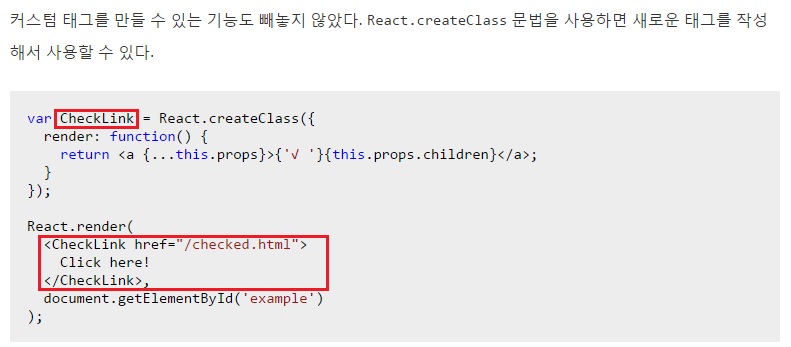 커스텀 태그를 만들 수 있는 기능도 빼놓지 않았다. React.createClass 문법을 사용하면 새로운 태그를 작성
해서 사용할 수 있다.
var CheckLink = React.createClass({
  render: function() {
    return <a {...this.props}>{'√ '}{this.props.children}</a>;
  }
});
React.render(
  <CheckLink href="/checked.html">
    Click here!
  </CheckLink>,
  document.getElementById('example')
);